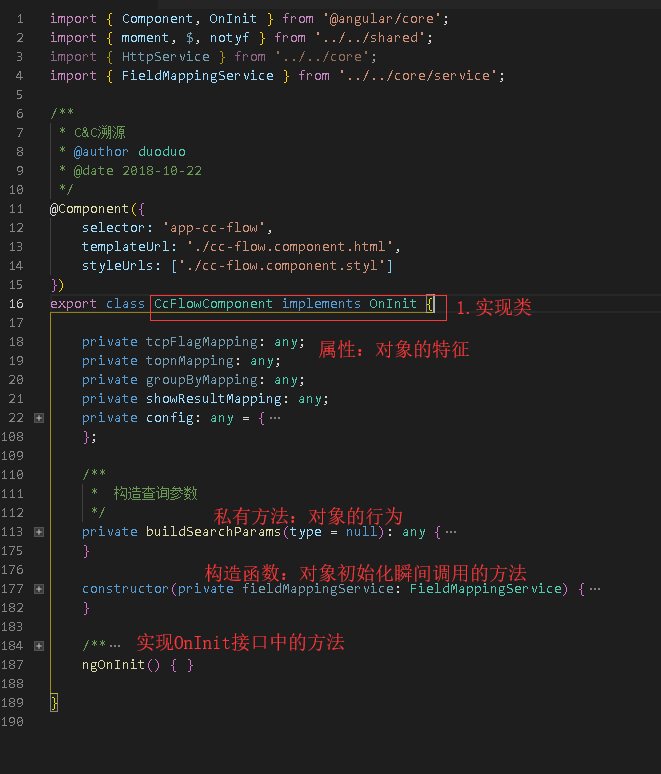 1 import { Component, OnInit } from '@angular/core';
2 import { moment, $, notyf } from '../../shared';
3 import { HttpService } from '../../core';
4 import { FieldMappingService } from '../../core/service';
5
6 /**
7 * C&C溯源
8 * @author duoduo
9 * @date 2018-10-22
10 */
11 @Component({
12 selector: 'app-cc-flow',
13 templateUrl: './cc-flow.component.html',
14 styleUrls: ['./cc-flow.component.styl']
15 })
16 export class CcFlowComponent implements OnInit { 1.实现类
17
18 private tcpFlagMapping: any; 属性：对象的特征
19 private topnMapping: any;
20 private groupByMapping: any;
21 private showResultMapping: any;
22 private config: any = { …
108 };
109
110 /**
111 * 构造查询参数
112 */ 私有方法：对象的行为
113 private buildSearchParams(type = null): any { …
175 }
176 构造函数：对象初始化瞬间调用的方法
177 constructor(private fieldMappingService: FieldMappingService) { …
182 }
183
184 /** … 实现OnInit接口中的方法
187 ngOnInit() { }
188
189 }
190